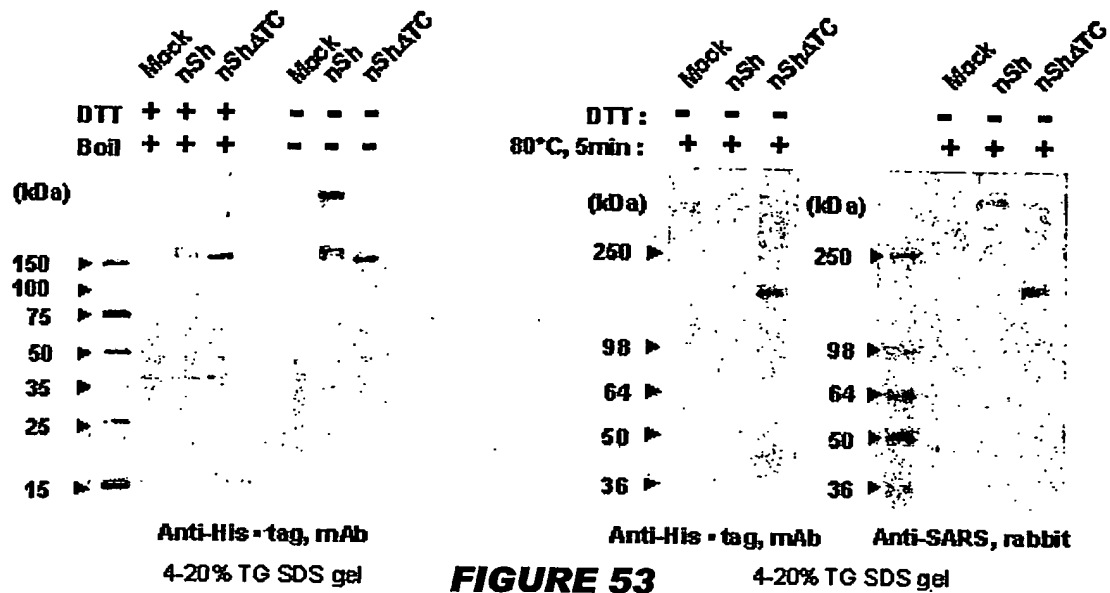 Mock nSh nShΔTC Mock nSh nShΔTC
DTT + + + - - -
Boil + + + - - -
(kDa)
150
100
75
50
35
25
15
Anti-His-tag, mAb
4-20% TG SDS gel
Mock nSh nShΔTC Mock nSh nShΔTC
DTT: - - - - - -
80°C, 5min: + + + + + +
(kDa)
250
98
64
50
36
(kDa)
250
98
64
50
36
Anti-His-tag, mAb
Anti-SARS, rabbit
4-20% TG SDS gel
FIGURE 53